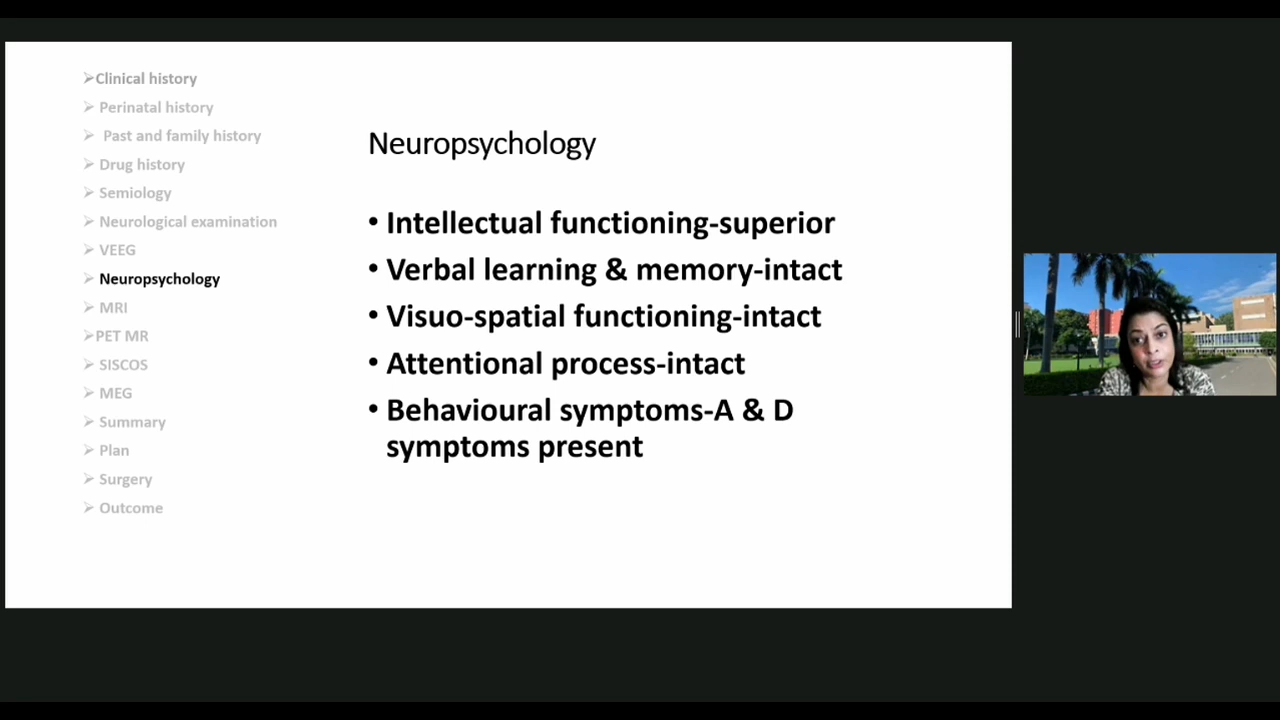 ➢Clinical history
➢ Perinatal history
➢ Past and family history
➢ Drug history
➢ Semiology
➢ Neurological examination
➢ VEEG
➢ Neuropsychology
➢ MRI
➢PET MR
➢ SISCOS
➢ MEG
➢ Summary
➢ Plan
➢ Surgery
➢ Outcome
Neuropsychology
• Intellectual functioning-superior
• Verbal learning & memory-intact
• Visuo-spatial functioning-intact
• Attentional process-intact
• Behavioural symptoms-A & D
symptoms present